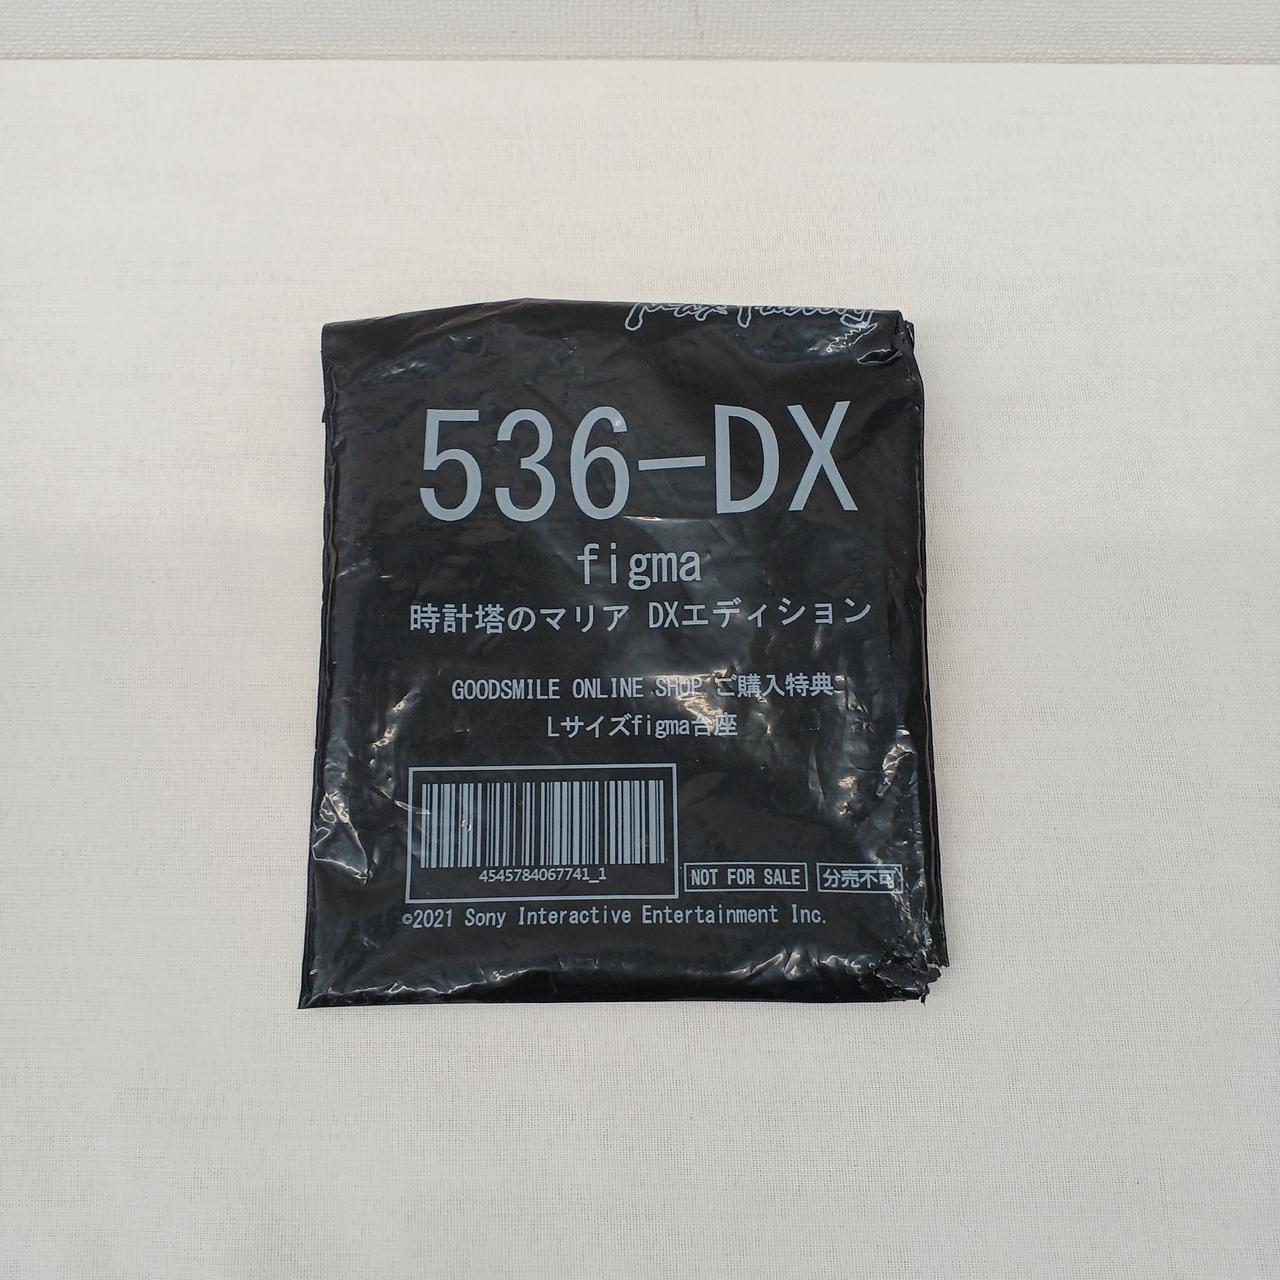 536-DX
figma
時計塔のマリア DXエディション
GOODSMILE ONLINE SHOP ご購入特典
Lサイズfigma台座
4545784067741_1
NOT FOR SALE
分売不可
©2021 Sony Interactive Entertainment Inc.